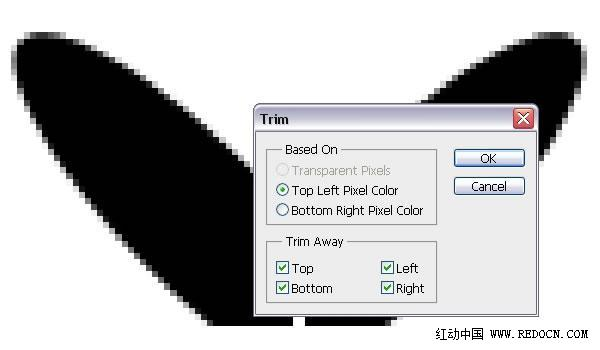 Trim
Based On
Transparent Pixels
Top Left Pixel Color
Bottom Right Pixel Color
OK
Cancel
Trim Away
Top Left
Bottom Right
红动中国 WWW.REDOCN.COM